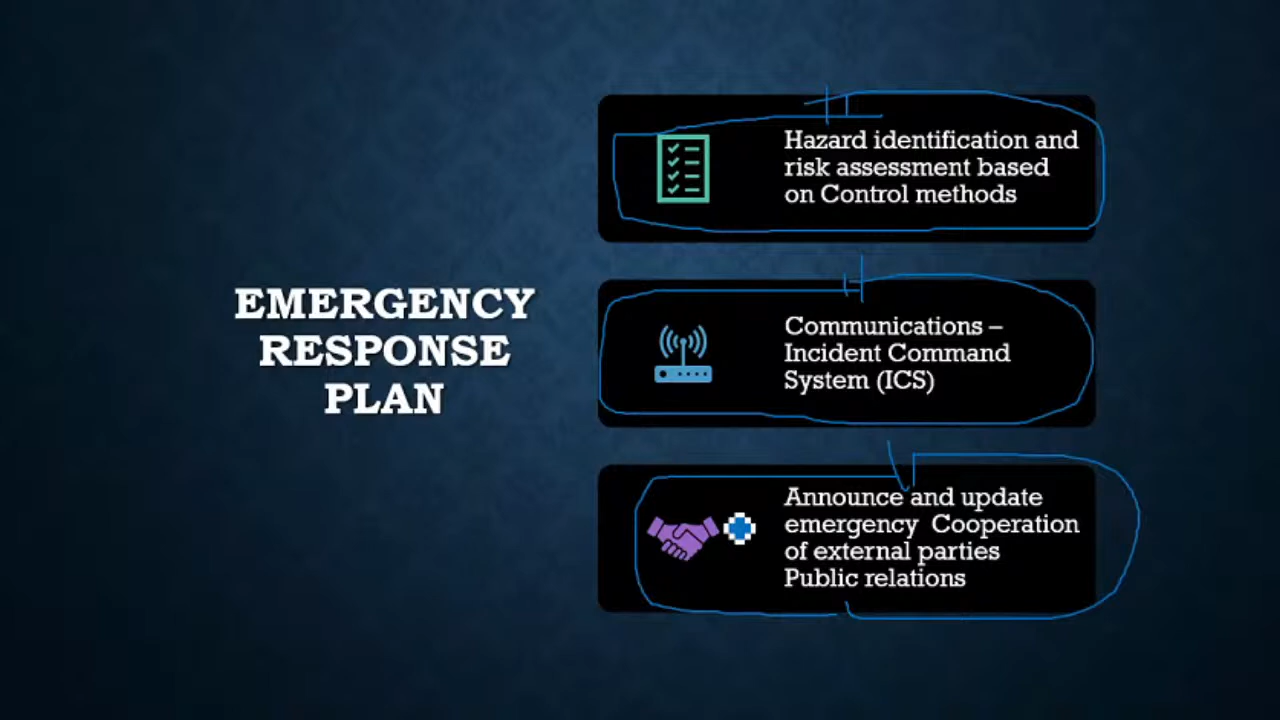 EMERGENCY
RESPONSE
PLAN
Hazard identification and
risk assessment based
on Control methods
Communications –
Incident Command
System (ICS)
Announce and update
emergency  Cooperation
of external parties
Public relations